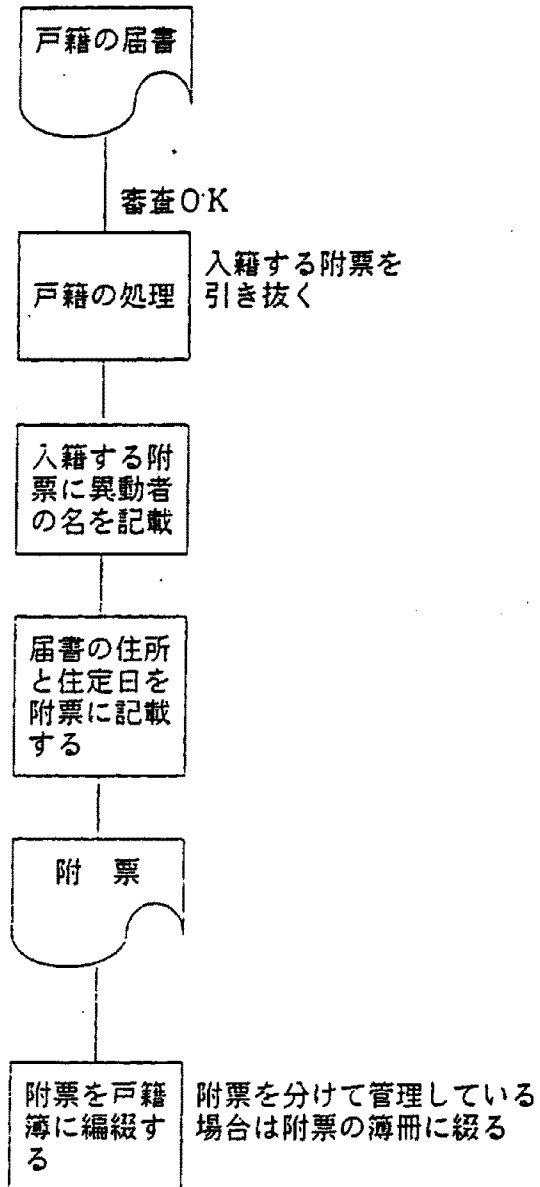 戸籍の届書
審査OK
戸籍の処理
入籍する附票を
引き抜く
入籍する附
票に異動者
の名を記載
届書の住所
と住定日を
附票に記載
する
附 票
附票を戸籍
簿に編綴す
る
附票を分けて管理している
場合は附票の簿冊に綴る